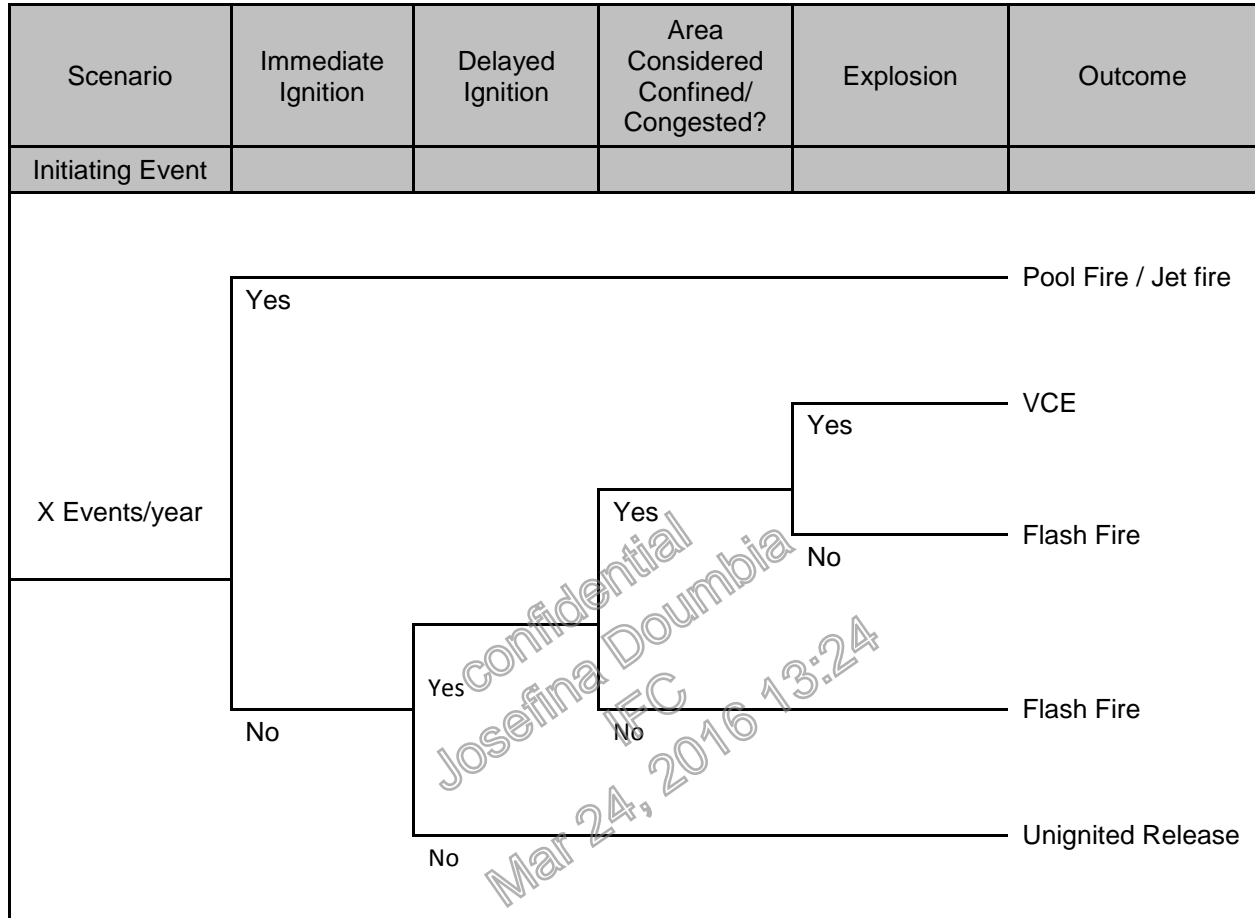 Scenario
Immediate
Ignition
Delayed
Ignition
Area
Considered
Confined/
Congested?
Explosion
Outcome
Initiating Event
Pool Fire / Jet fire
Yes
VCE
Yes
X Events/year
Yes
Flash Fire
No
Yes
Flash Fire
No
No
Unignited Release
No
confidential
Josefina Doumbia
IFC
Mar 24, 2016 13:24